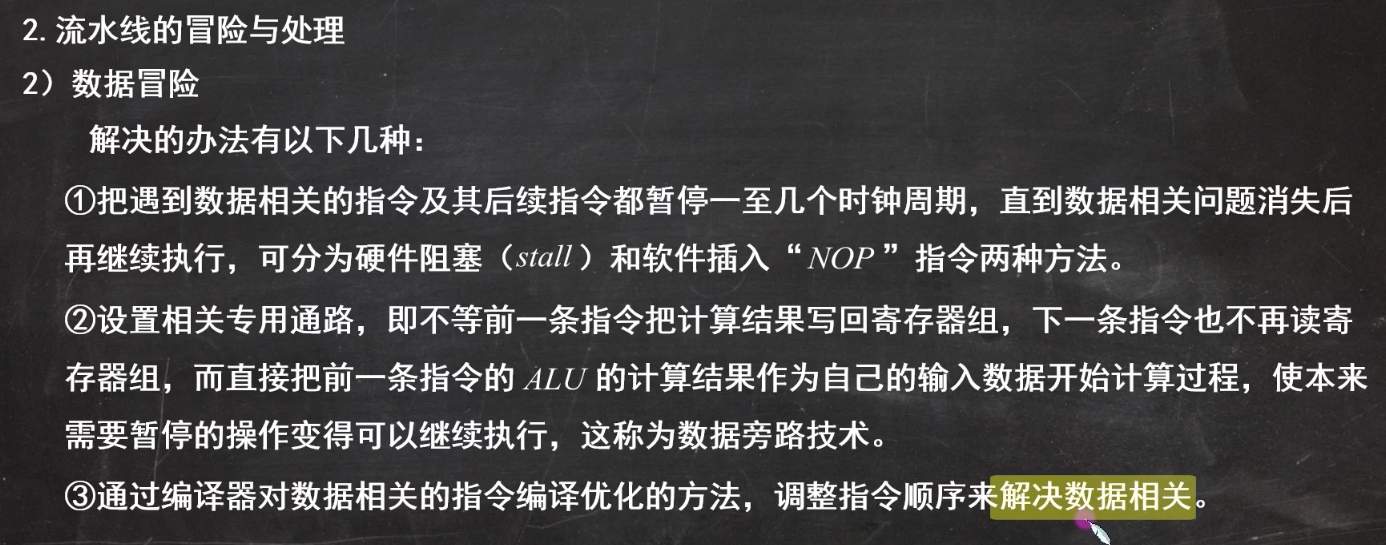 2.流水线的冒险与处理
2）数据冒险
解决的办法有以下几种：
①把遇到数据相关的指令及其后续指令都暂停一至几个时钟周期，直到数据相关问题消失后
再继续执行，可分为硬件阻塞（stall）和软件插入“NOP”指令两种方法。
②设置相关专用通路，即不等前一条指令把计算结果写回寄存器组，下一条指令也不再读寄
存器组，而直接把前一条指令的 ALU 的计算结果作为自己的输入数据开始计算过程，使本来
需要暂停的操作变得可以继续执行，这称为数据旁路技术。
③通过编译器对数据相关的指令编译优化的方法，调整指令顺序来解决数据相关。